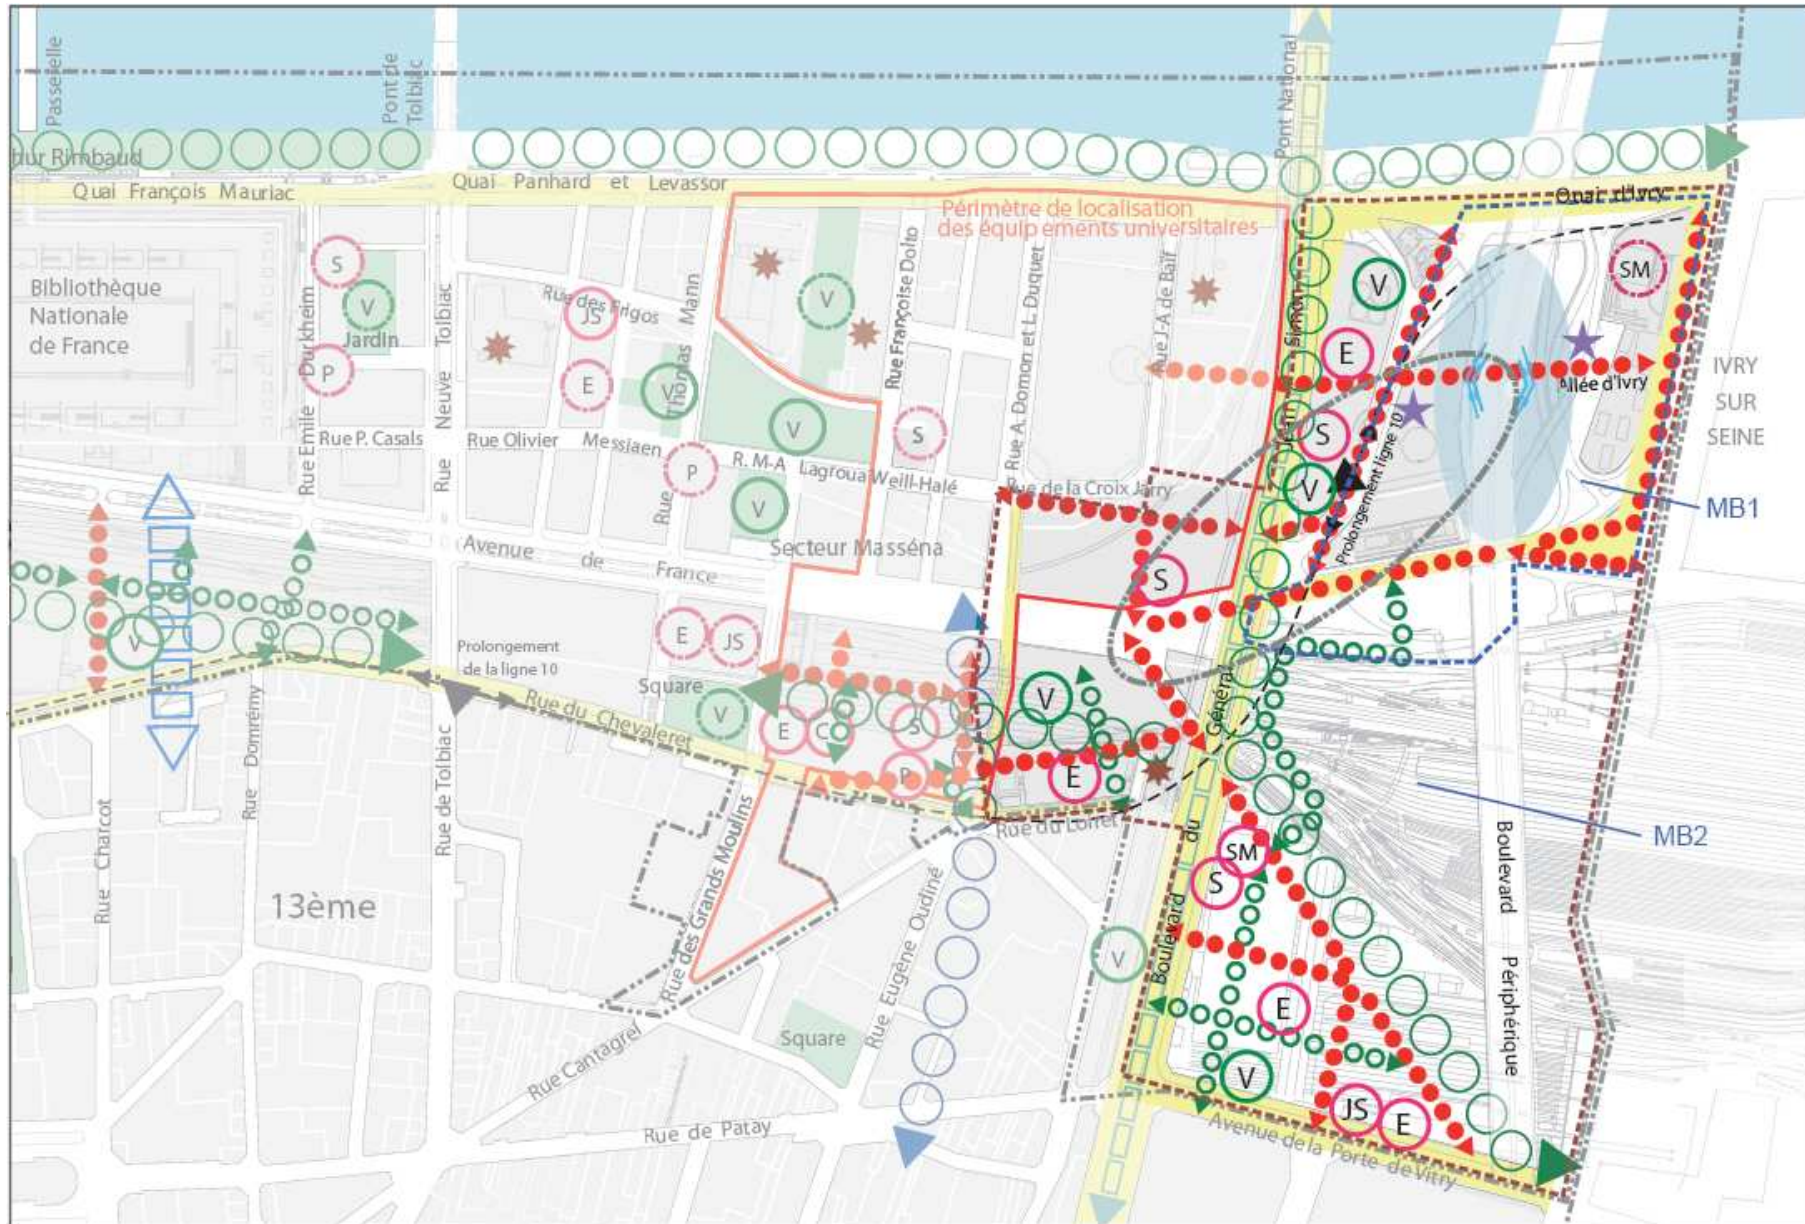 Passerelle
Pont de
Tolbiac
Pont National
hur Rimbaud
Quai François Mauriac
Quai Panhard et Levassor
Quai d'Ivry
Périmètre de localisation
des équipements universitaires
Bibliothèque
Nationale
de France
S
V
Jardin
P
Rue Emile Durkheim
Rue Neuve Tolbiac
Rue des Frigos
JS
E
V
Rue Thomas Mann
V
Rue Françoise Dolto
Rue A. Domon et L. Duquet
Rue J-A de Baïf
V
E
SM
Allée d'Ivry
IVRY
SUR
SEINE
Rue P. Casals
Rue Olivier Messiaen
P
V
R. M-A Lagroua Weill-Halé
S
V
Rue de la Croix Jarry
S
V
Prolongement ligne 10
MB1
Secteur Masséna
Avenue de France
S
V
E
JS
Prolongement
de la ligne 10
Square
V
E
C
S
P
V
E
Rue du Chevaleret
Rue du Loiret
Boulevard du Général Jean Simon
MB2
Boulevard Périphérique
Rue Charcot
Rue Domrémy
Rue de Tolbiac
13ème
Rue des Grands Moulins
Rue Cantagrel
Square
Rue Eugène Oudiné
Rue de Patay
V
SM
S
E
V
JS
E
Avenue de la Porte de Vitry